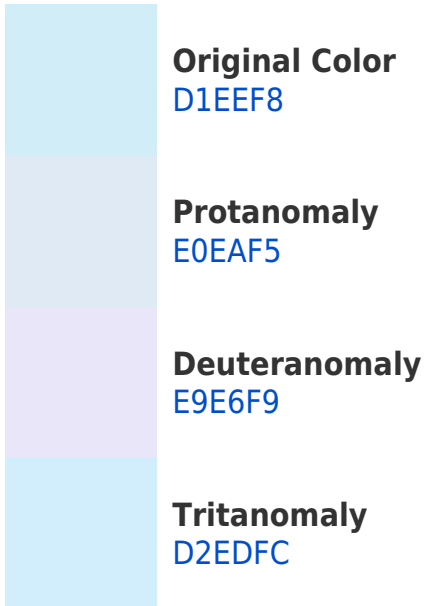 Original Color
D1EEF8
Protanomaly
E0EAF5
Deuteranomaly
E9E6F9
Tritanomaly
D2EDFC